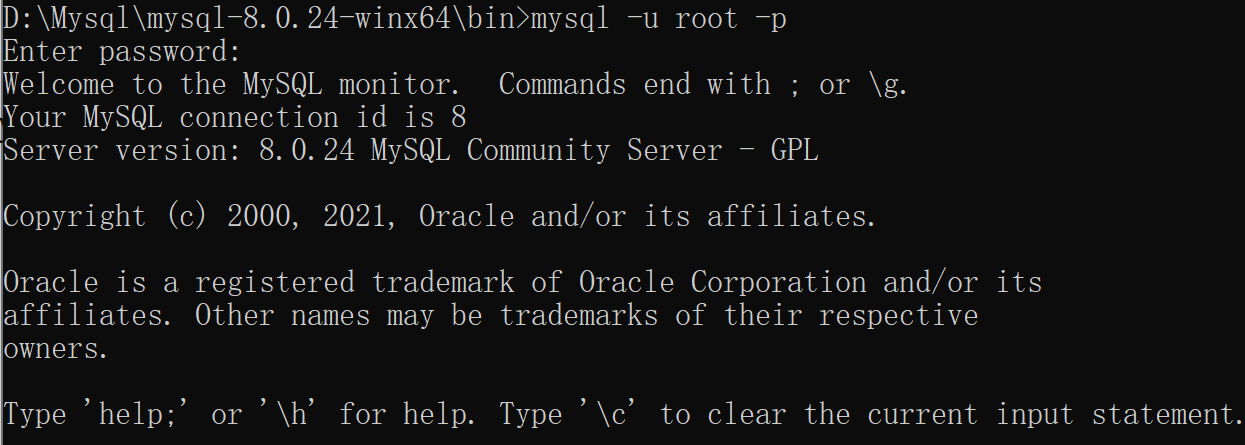 D:\Mysql\mysql-8.0.24-winx64\bin>mysql -u root -p
Enter password:
Welcome to the MySQL monitor.  Commands end with ; or \g.
Your MySQL connection id is 8
Server version: 8.0.24 MySQL Community Server - GPL
Copyright (c) 2000, 2021, Oracle and/or its affiliates.
Oracle is a registered trademark of Oracle Corporation and/or its
affiliates. Other names may be trademarks of their respective
owners.
Type 'help;' or '\h' for help. Type '\c' to clear the current input statement.